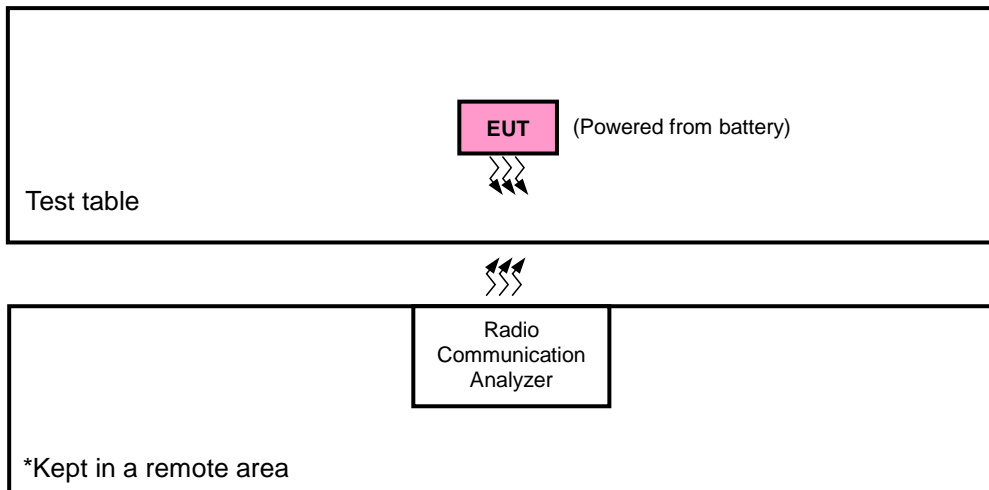 EUT
(Powered from battery)
Test table
Radio
Communication
Analyzer
*Kept in a remote area